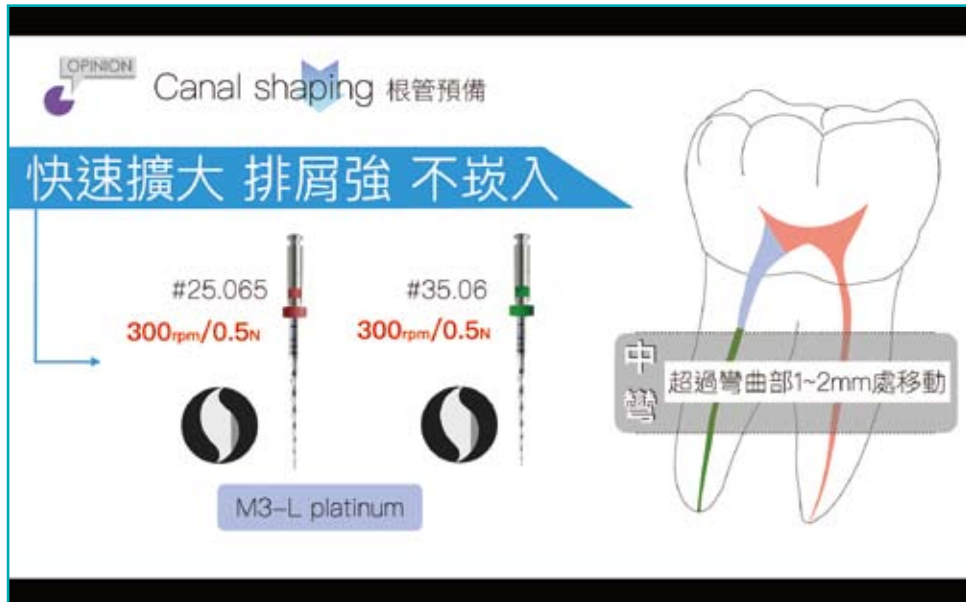 OPINION
Canal shaping 根管預備
快速擴大 排屑強 不崁入
#25.065
300rpm/0.5N
#35.06
300rpm/0.5N
M3-L platinum
中彎
超過彎曲部1~2mm處移動